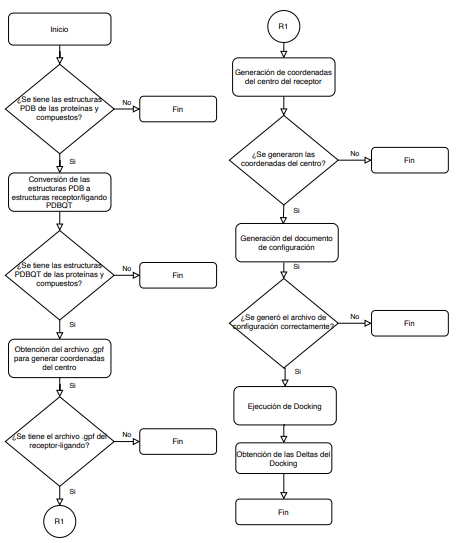 Inicio
¿Se tiene las estructuras
PDB de las proteínas y
compuestos?
No
Fin
Si
Conversión de las
estructuras PDB a
estructuras receptor/ligando
PDBQT
¿Se tiene las estructuras
PDBQT de las proteínas y
compuestos?
No
Fin
Si
Obtención del archivo .gpf
para generar coordenadas
del centro
Si
¿Se tiene el archivo .gpf del
receptor-ligando?
No
Fin
Si
R1
R1
Generación de coordenadas
del centro del receptor
¿Se generaron las
coordenadas del centro?
No
Fin
Si
Generación del documento
de configuración
Si
¿Se generó el archivo de
configuración correctamente?
No
Fin
Si
Ejecución de Docking
Obtención de las Deltas del
Docking
Fin